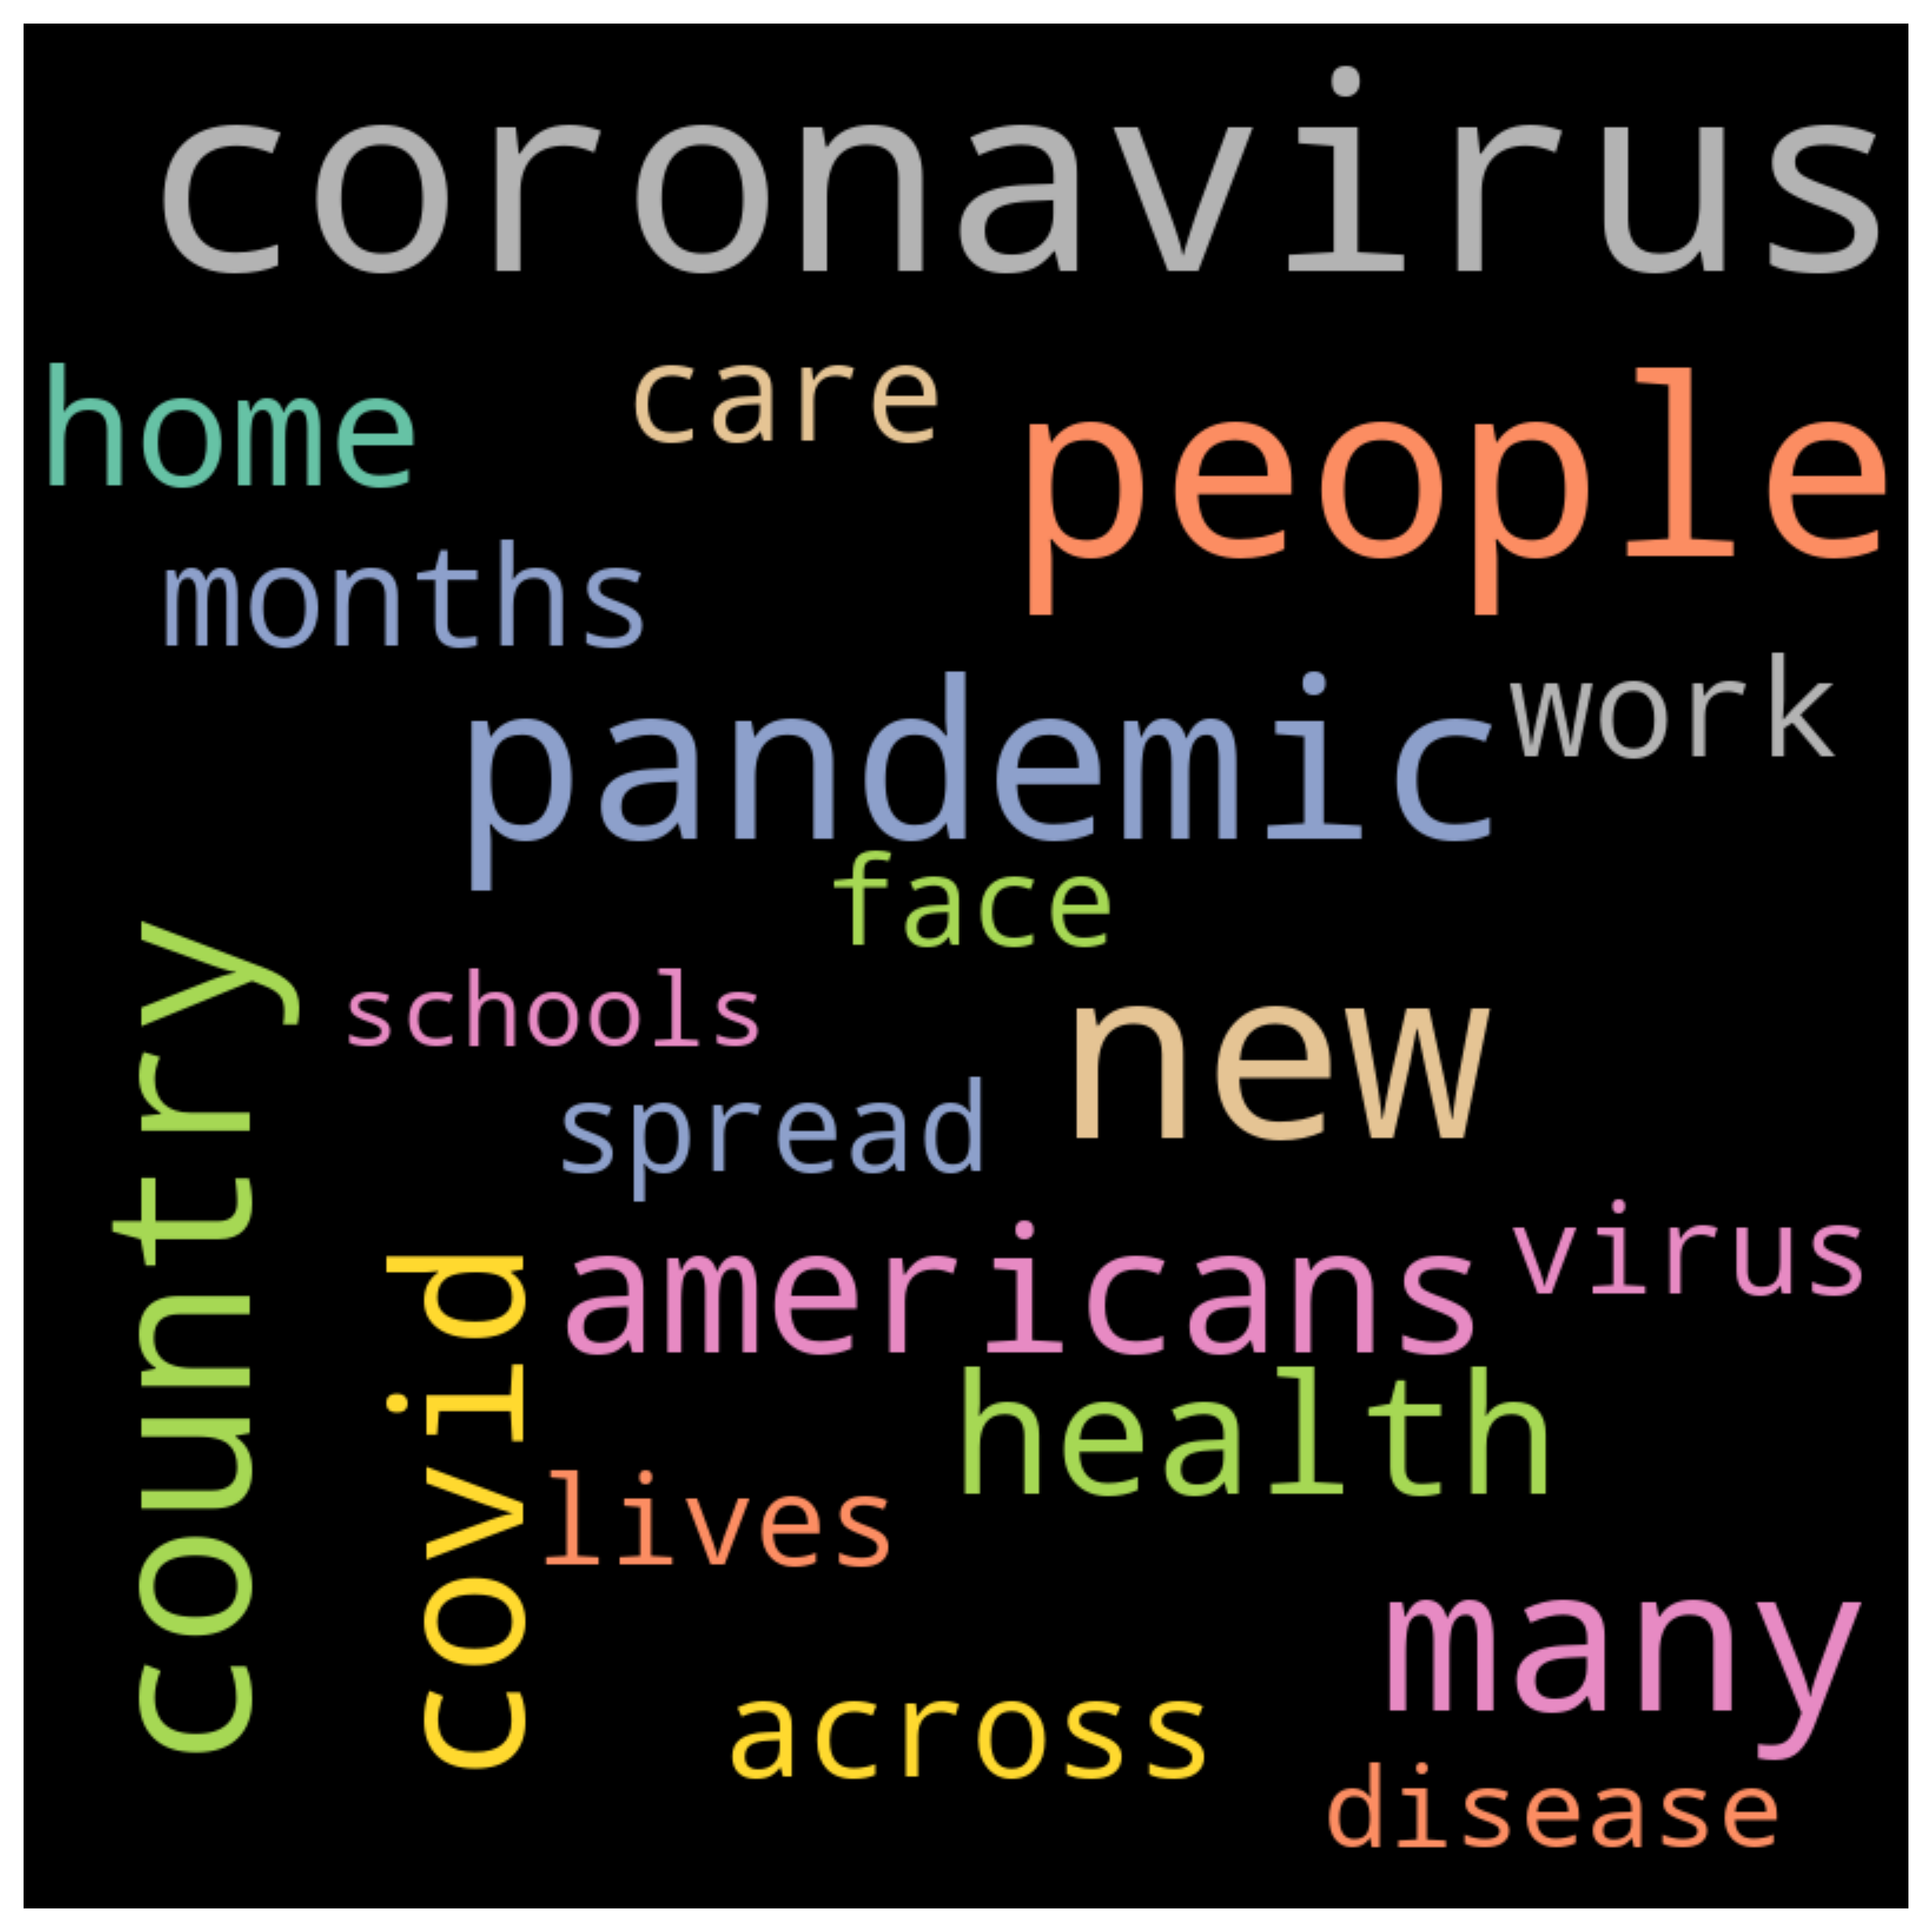 coronavirus
home
care
people
months
pandemic
work
face
country
schools
new
spread
covid
americans
virus
health
lives
many
across
disease